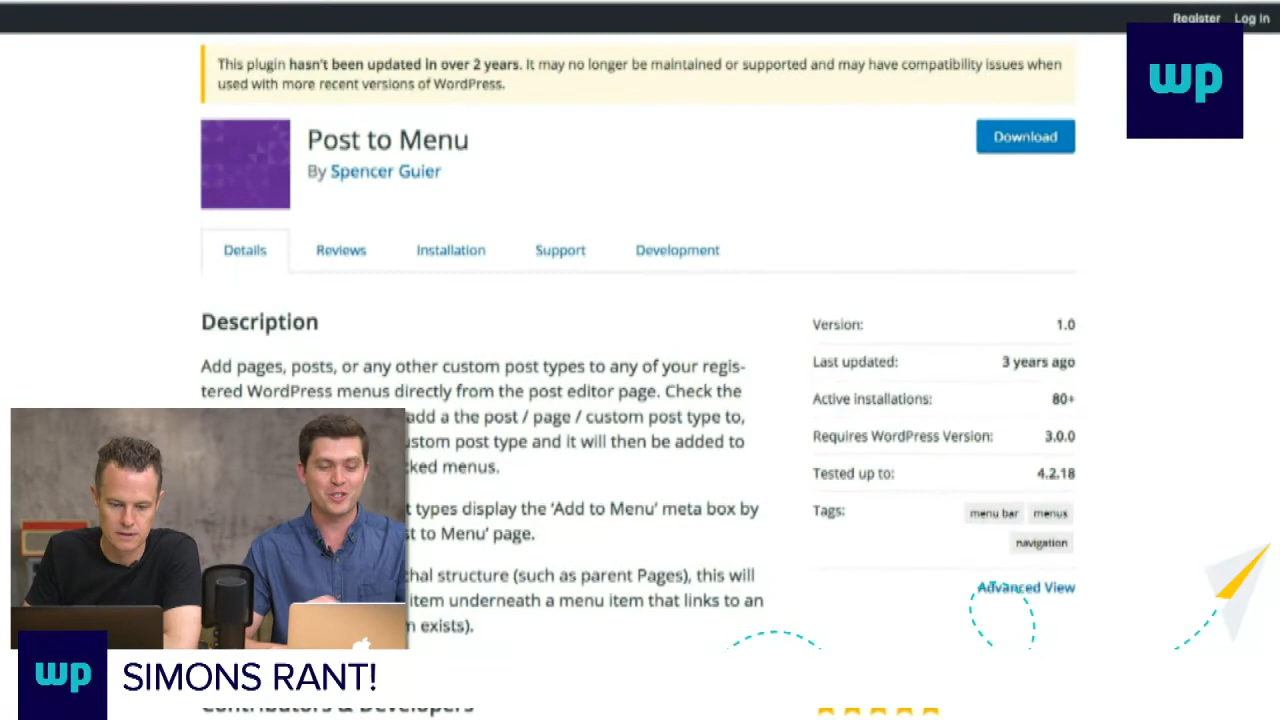 Register Log in
This plugin hasn't been updated in over 2 years. It may no longer be maintained or supported and may have compatibility issues when
used with more recent versions of WordPress.
wp
Post to Menu
Download
By Spencer Guier
Details Reviews Installation Support Development
Description
Add pages, posts, or any other custom post types to any of your regis-
tered WordPress menus directly from the post editor page. Check the
add a the post / page / custom post type to,
ustom post type and it will then be added to
ked menus.
t types display the 'Add to Menu' meta box by
st to Menu' page.
hal structure (such as parent Pages), this will
item underneath a menu item that links to an
n exists).
Version: 1.0
Last updated: 3 years ago
Active installations: 80+
Requires WordPress Version: 3.0.0
Tested up to: 4.2.18
Tags: menu bar menus
navigation
Advanced View
wp SIMONS RANT!
Contributors & Developers